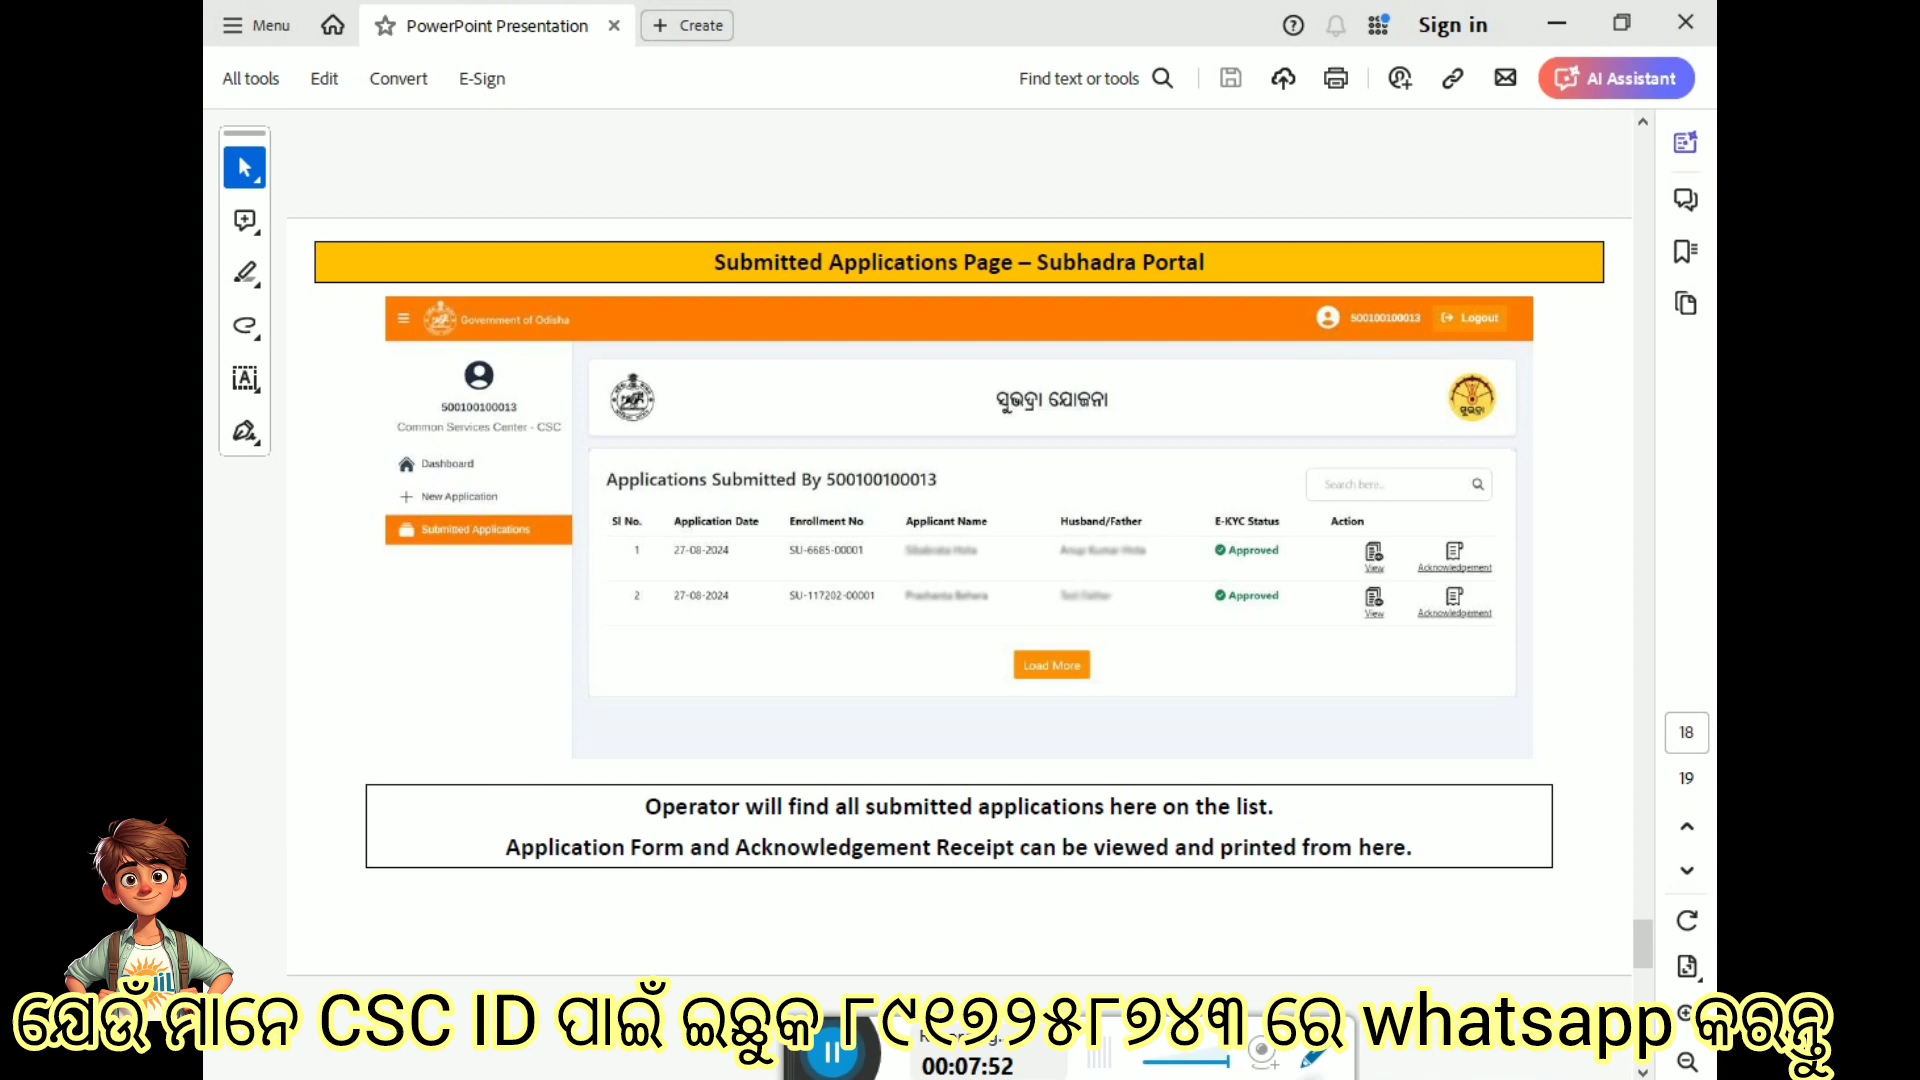 Menu
PowerPoint Presentation
Create
Sign in
All tools
Edit
Convert
E-Sign
Find text or tools
AI Assistant
Submitted Applications Page – Subhadra Portal
Government of Odisha
500100100013
Logout
500100100013
Common Services Center - CSC
Dashboard
New Application
Submitted Applications
ସୁଭଦ୍ରା ଯୋଜନା
ସୁଭଦ୍ରା
Applications Submitted By 500100100013
Search here..
Sl No. Application Date Enrollment No Applicant Name Husband/Father E-KYC Status Action
1 27-08-2024 SU-6685-00001 Approved View Acknowledgement
2 27-08-2024 SU-117202-00001 Approved View Acknowledgement
Load More
Operator will find all submitted applications here on the list.
Application Form and Acknowledgement Receipt can be viewed and printed from here.
18
19
ଯେଉଁ ମାନେ CSC ID ପାଇଁ ଇଚ୍ଛୁକ ୮୯୧୭୨୫୮୭୪୩ ରେ whatsapp କରନ୍ତୁ
00:07:52